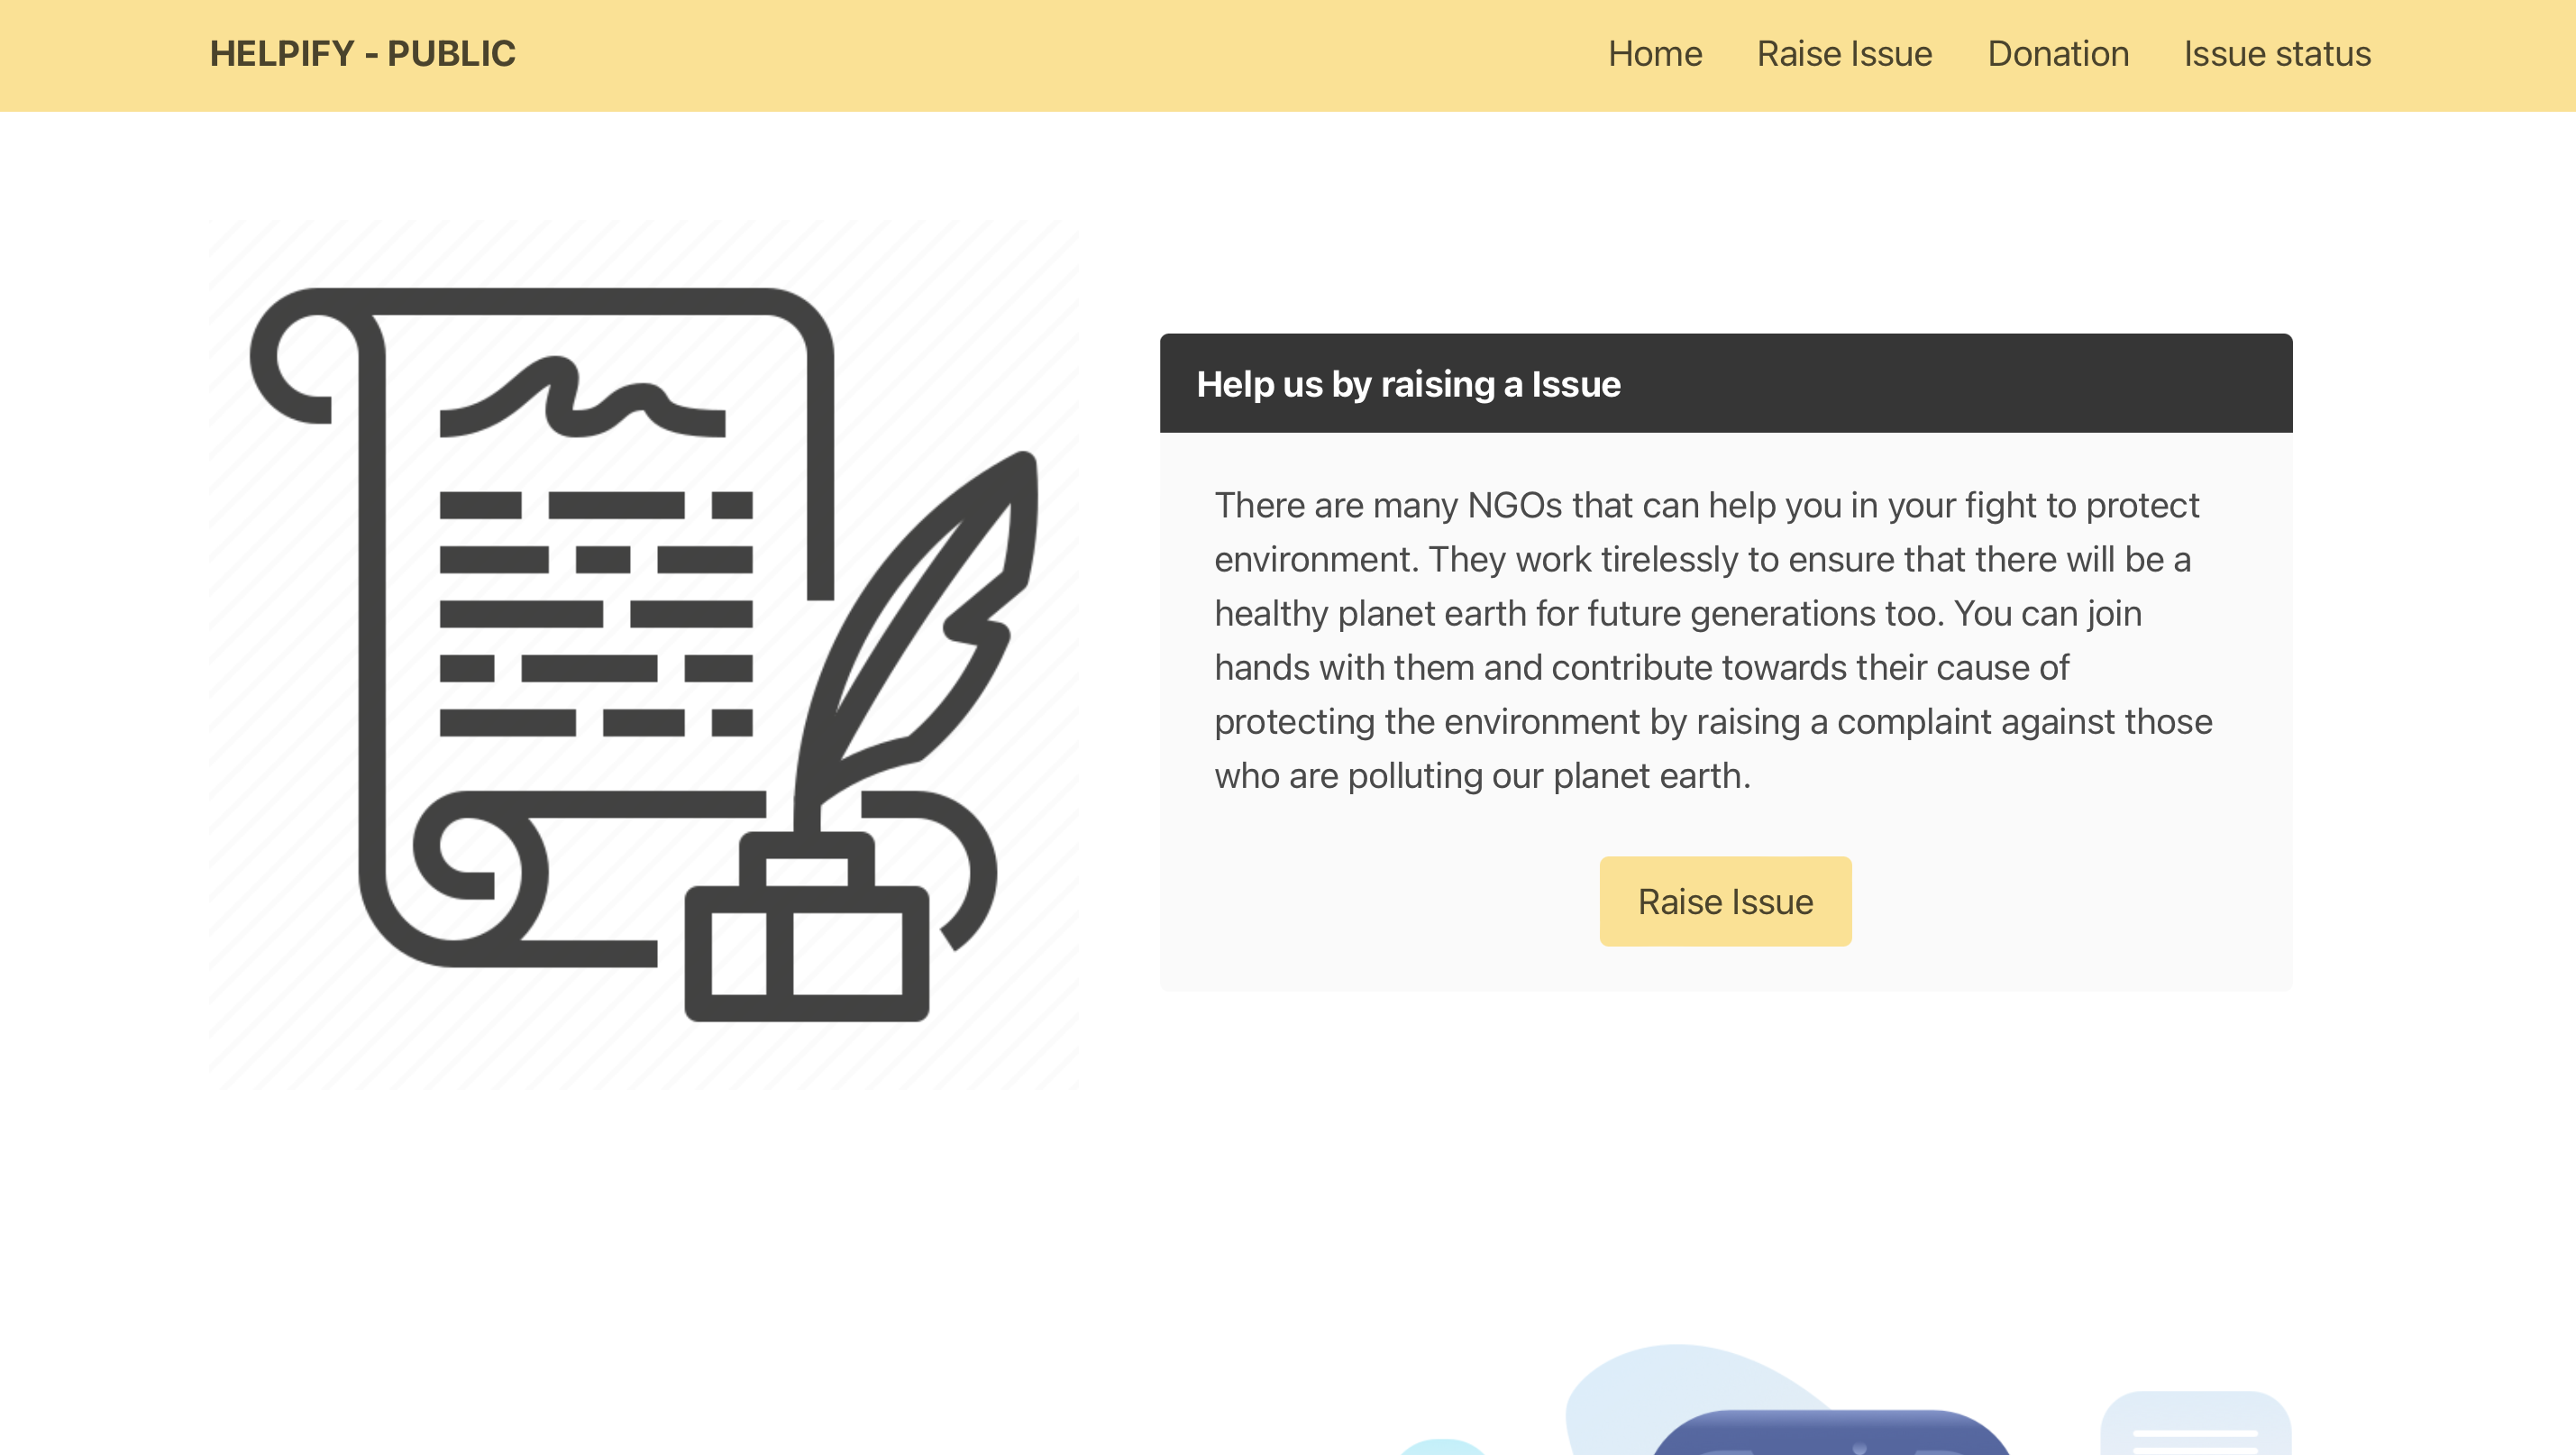 HELPIFY - PUBLIC
Home
Raise Issue
Donation
Issue status
Help us by raising a Issue
There are many NGOs that can help you in your fight to protect
environment. They work tirelessly to ensure that there will be a
healthy planet earth for future generations too. You can join
hands with them and contribute towards their cause of
protecting the environment by raising a complaint against those
who are polluting our planet earth.
Raise Issue